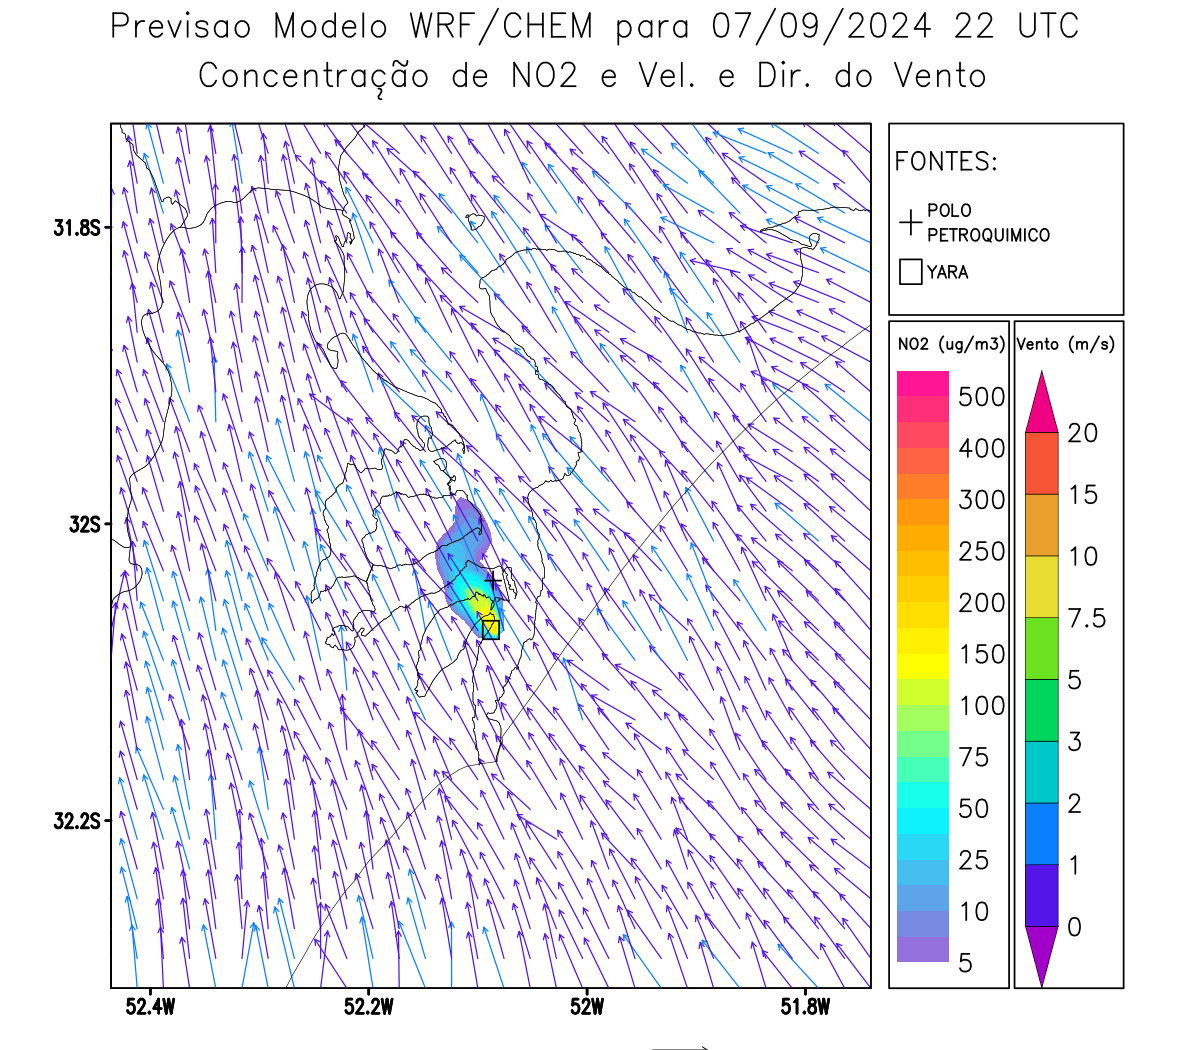 Previsao Modelo WRF/CHEM para 07/09/2024 22 UTC
Concentração de NO2 e Vel. e Dir. do Vento
FONTES:
POLO
PETROQUIMICO
YARA
NO2 (ug/m3)
500
400
300
250
200
150
100
75
50
25
10
5
Vento (m/s)
20
15
10
7.5
5
3
2
1
0
31.8S
32S
32.2S
52.4W
52.2W
52W
51.8W